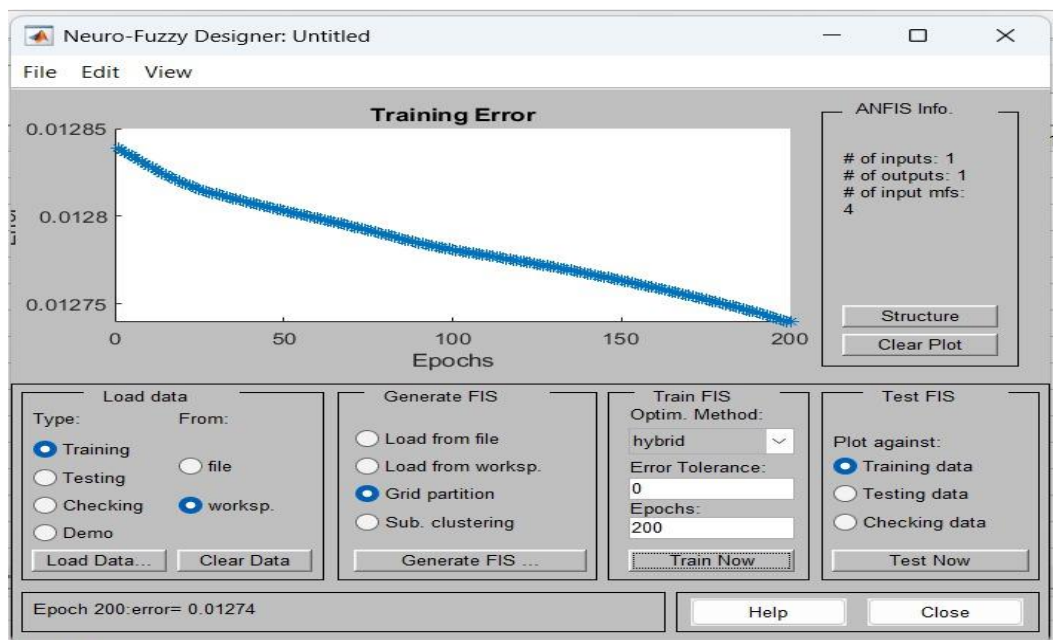 Neuro-Fuzzy Designer: Untitled
File Edit View
Training Error
0.01285
0.0128
0.01275
0 50 100 150 200
Epochs
ANFIS Info.
# of inputs: 1
# of outputs: 1
# of input mfs:
4
Structure
Clear Plot
Load data
Type: From:
Training
file
Testing
Checking
worksp.
Demo
Load Data...
Clear Data
Generate FIS
Load from file
Load from worksp.
Grid partition
Sub. clustering
Generate FIS ...
Train FIS
Optim. Method:
hybrid
Error Tolerance:
0
Epochs:
200
Train Now
Test FIS
Plot against:
Training data
Testing data
Checking data
Test Now
Epoch 200:error= 0.01274
Help
Close